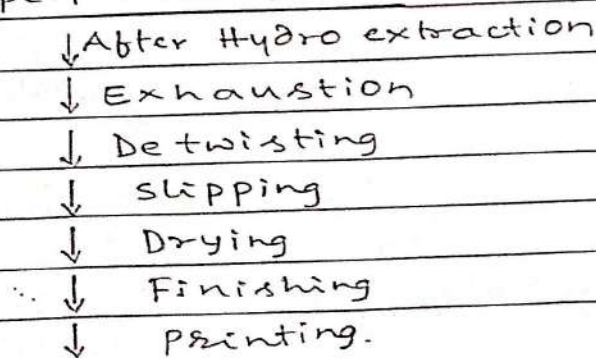 ↓ After Hydro extraction
↓ Exhaustion
↓ Detwisting
↓ Slipping
↓ Drying
↓ Finishing
↓ Printing.